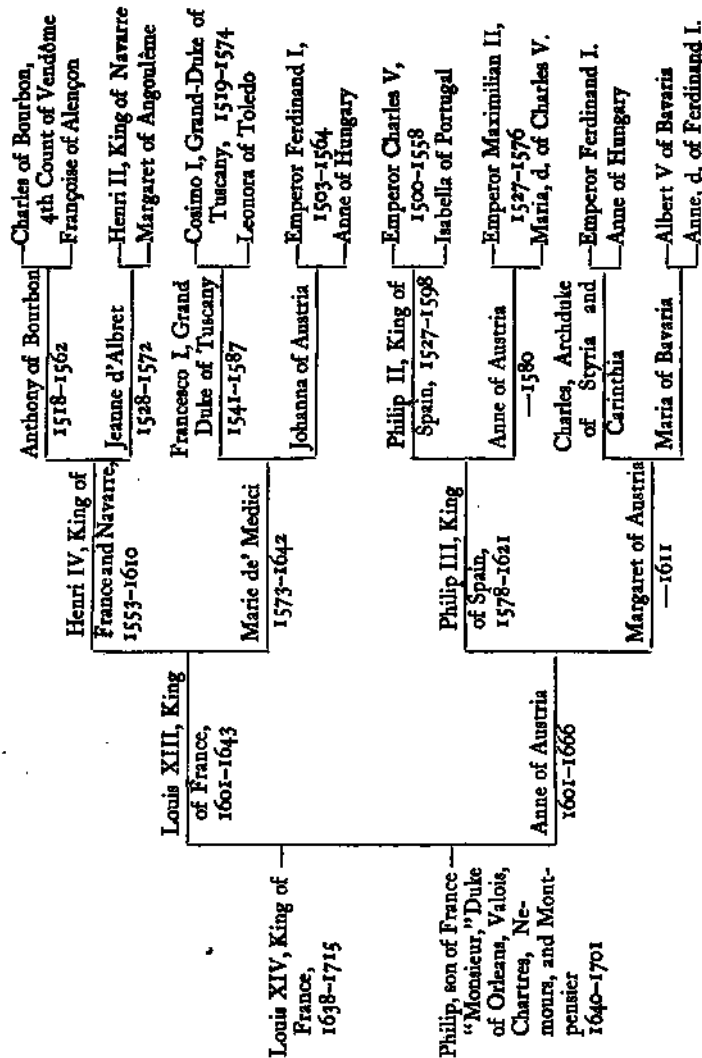 Louis XIV, King of
France,
1638–1715
Philip, son of France
"Monsieur," Duke
of Orleans, Valois,
Chartres, Ne-
mours, and Mont-
pensier
1640–1701
Louis XIII, King
of France,
1601–1643
Anne of Austria
1601–1666
Henri IV, King of
France and Navarre,
1553–1610
Marie de' Medici
1573–1642
Philip III, King
of Spain,
1578–1621
Margaret of Austria
—1611
Anthony of Bourbon
1518–1562
Jeanne d'Albret
1528–1572
Francesco I, Grand
Duke of Tuscany
1541–1587
Johanna of Austria
Philip II, King of
Spain, 1527–1598
Anne of Austria
—1580
Charles, Archduke
of Styria and
Carinthia
Maria of Bavaria
Charles of Bourbon,
4th Count of Vendôme
Françoise of Alençon
Henri II, King of Navarre
Margaret of Angoulême
Cosimo I, Grand-Duke of
Tuscany, 1519–1574
Leonora of Toledo
Emperor Ferdinand I,
1503–1564
Anne of Hungary
Emperor Charles V,
1500–1558
Isabella of Portugal
Emperor Maximilian II,
1527–1576
Maria, d. of Charles V.
Emperor Ferdinand I.
Anne of Hungary
Albert V of Bavaria
Anne, d. of Ferdinand I.